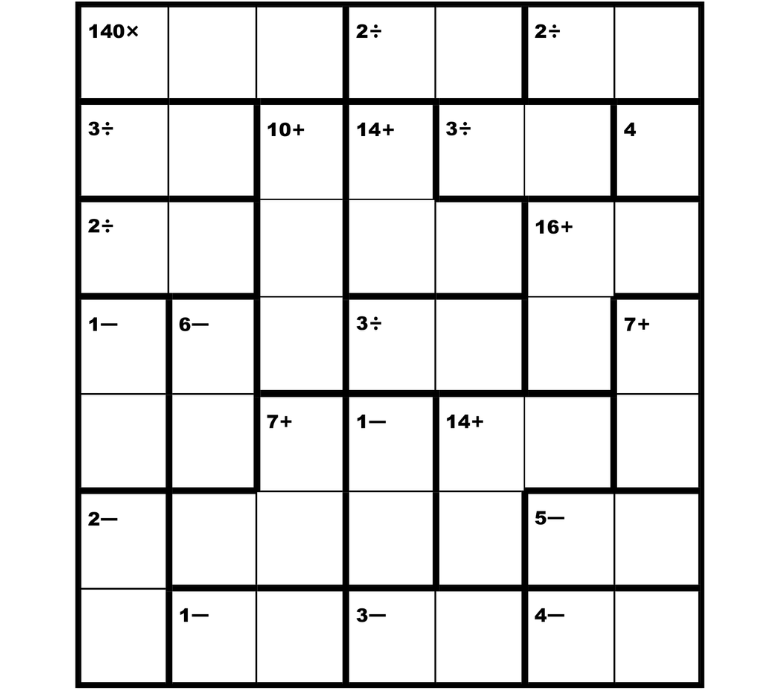 140× 2÷ 2÷
3÷ 10+ 14+ 3÷ 4
2÷ 16+
1– 6– 3÷ 7+
7+ 1– 14+
2– 5–
1– 3– 4–